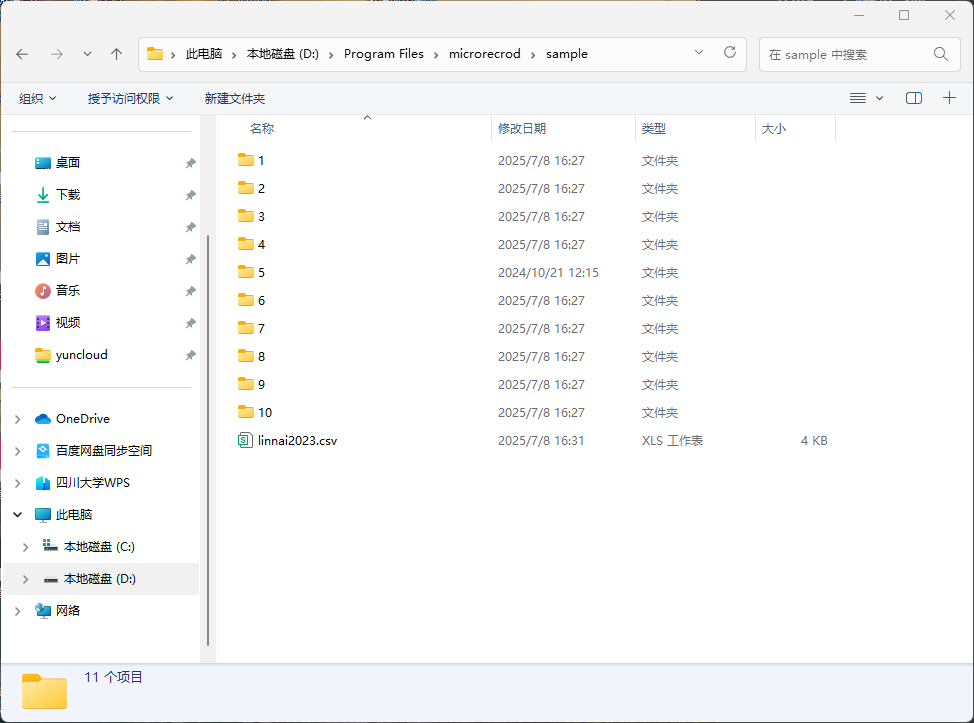 此电脑 › 本地磁盘 (D:) › Program Files › microrecrod › sample
在 sample 中搜索
组织 授予访问权限 新建文件夹
桌面
下载
文档
图片
音乐
视频
yuncloud
OneDrive
百度网盘同步空间
四川大学WPS
此电脑
本地磁盘 (C:)
本地磁盘 (D:)
网络
名称 修改日期 类型 大小
1 2025/7/8 16:27 文件夹
2 2025/7/8 16:27 文件夹
3 2025/7/8 16:27 文件夹
4 2025/7/8 16:27 文件夹
5 2024/10/21 12:15 文件夹
6 2025/7/8 16:27 文件夹
7 2025/7/8 16:27 文件夹
8 2025/7/8 16:27 文件夹
9 2025/7/8 16:27 文件夹
10 2025/7/8 16:27 文件夹
linnai2023.csv 2025/7/8 16:31 XLS 工作表 4 KB
11 个项目